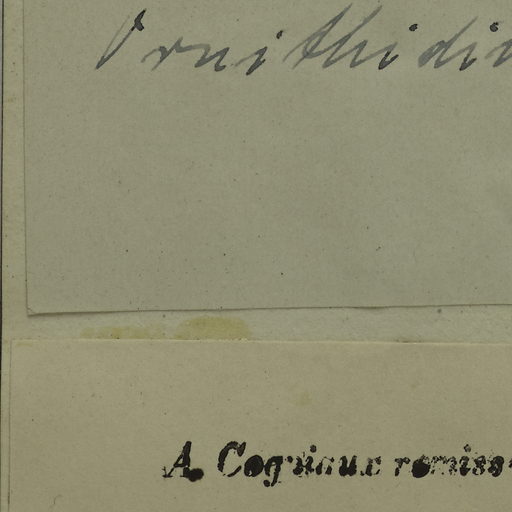 Ornithidiu
A. Cogniaux remiss